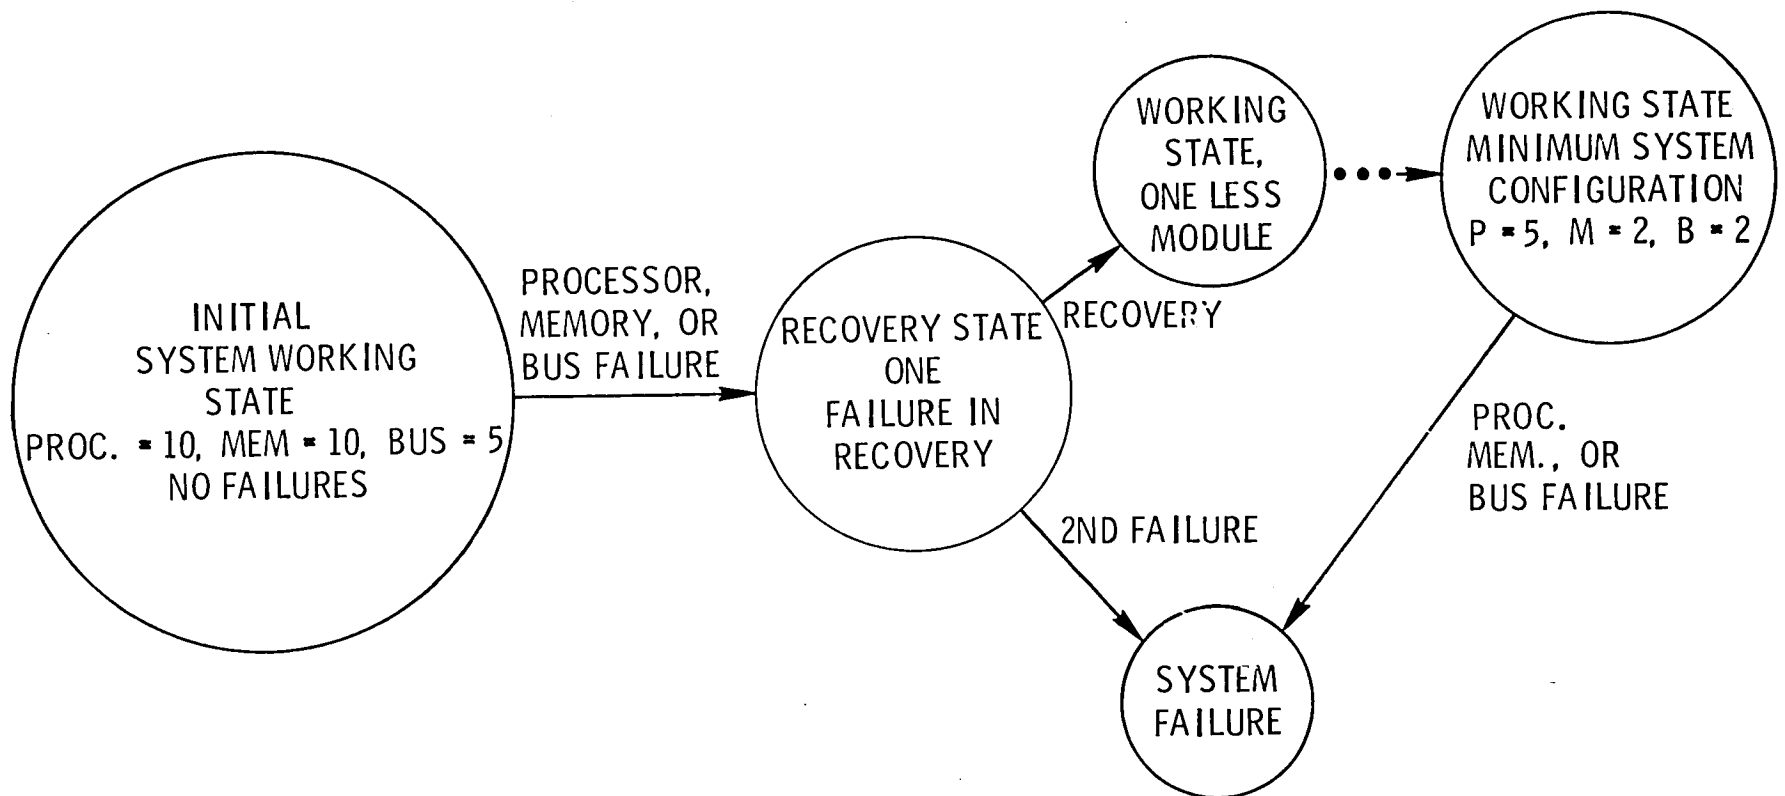 INITIAL
SYSTEM WORKING
STATE
PROC. = 10, MEM = 10, BUS = 5
NO FAILURES
PROCESSOR,
MEMORY, OR
BUS FAILURE
RECOVERY STATE
ONE
FAILURE IN
RECOVERY
RECOVERY
WORKING
STATE,
ONE LESS
MODULE
WORKING STATE
MINIMUM SYSTEM
CONFIGURATION
P = 5, M = 2, B = 2
2ND FAILURE
PROC.
MEM., OR
BUS FAILURE
SYSTEM
FAILURE